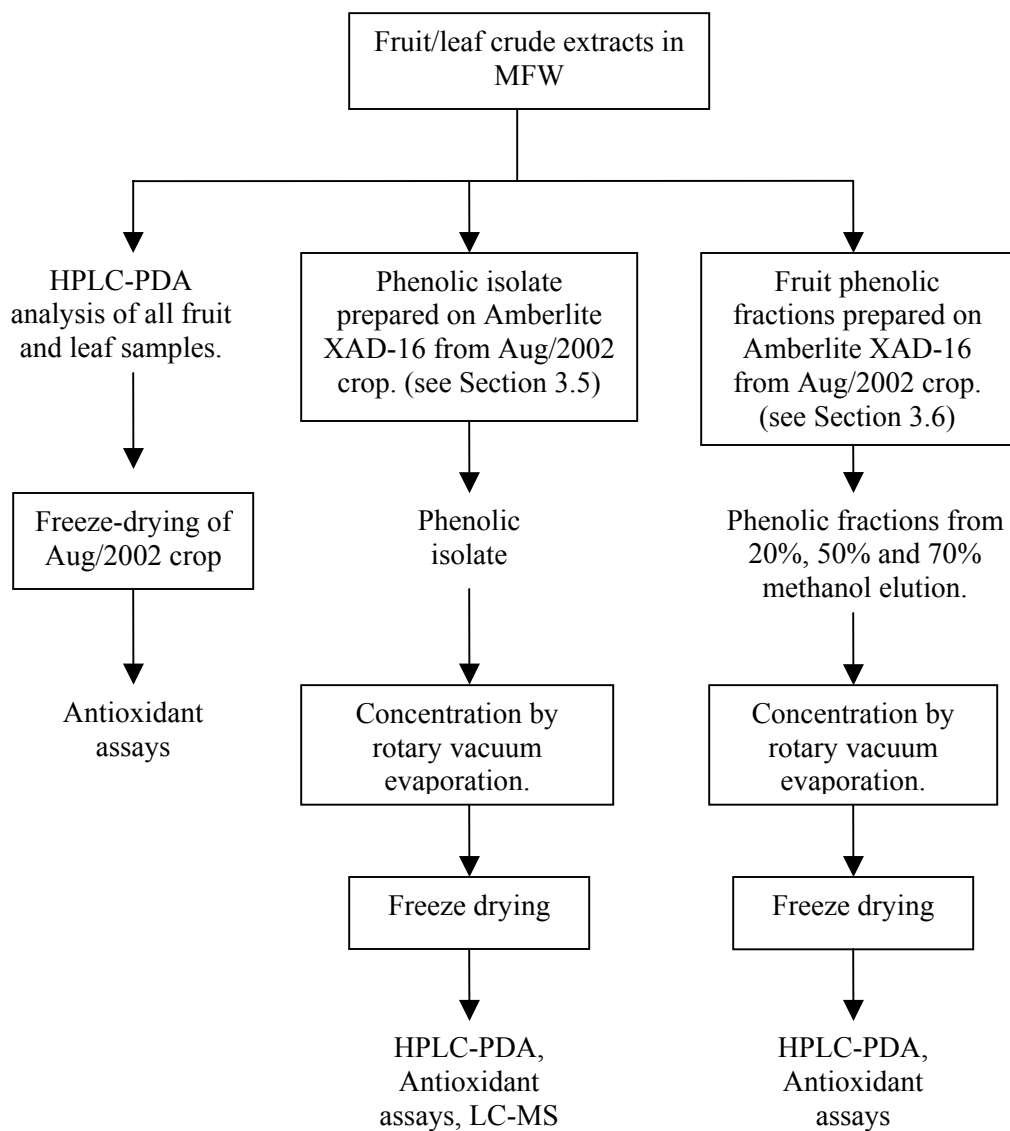 Fruit/leaf crude extracts in
MFW
HPLC-PDA
analysis of all fruit
and leaf samples.
Freeze-drying of
Aug/2002 crop
Antioxidant
assays
Phenolic isolate
prepared on Amberlite
XAD-16 from Aug/2002
crop. (see Section 3.5)
Phenolic
isolate
Concentration by
rotary vacuum
evaporation.
Freeze drying
HPLC-PDA,
Antioxidant
assays, LC-MS
Fruit phenolic
fractions prepared on
Amberlite XAD-16
from Aug/2002 crop.
(see Section 3.6)
Phenolic fractions from
20%, 50% and 70%
methanol elution.
Concentration by
rotary vacuum
evaporation.
Freeze drying
HPLC-PDA,
Antioxidant
assays